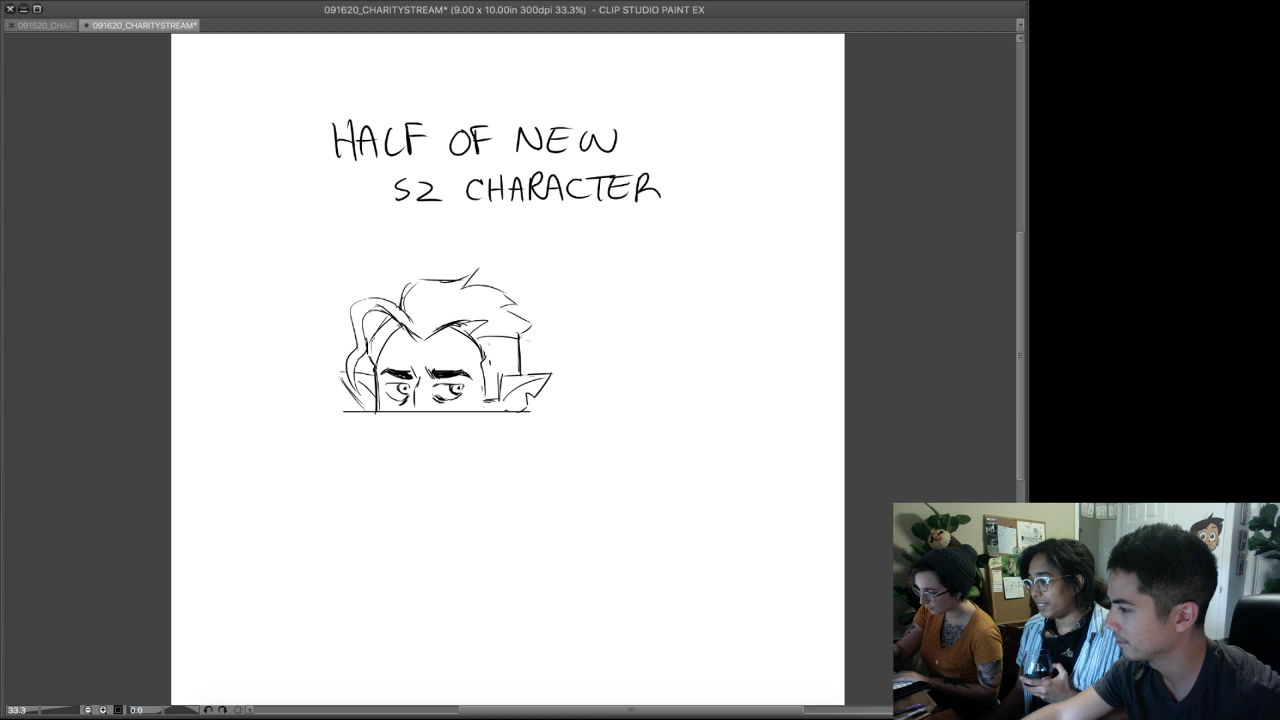 091620_CHARITYSTREAM* (9.00 x 10.00in 300dpi 33.3%) - CLIP STUDIO PAINT EX
091520_CHAR
091620_CHARITYSTREAM*
HALF OF NEW
S2 CHARACTER
33.3
0.0